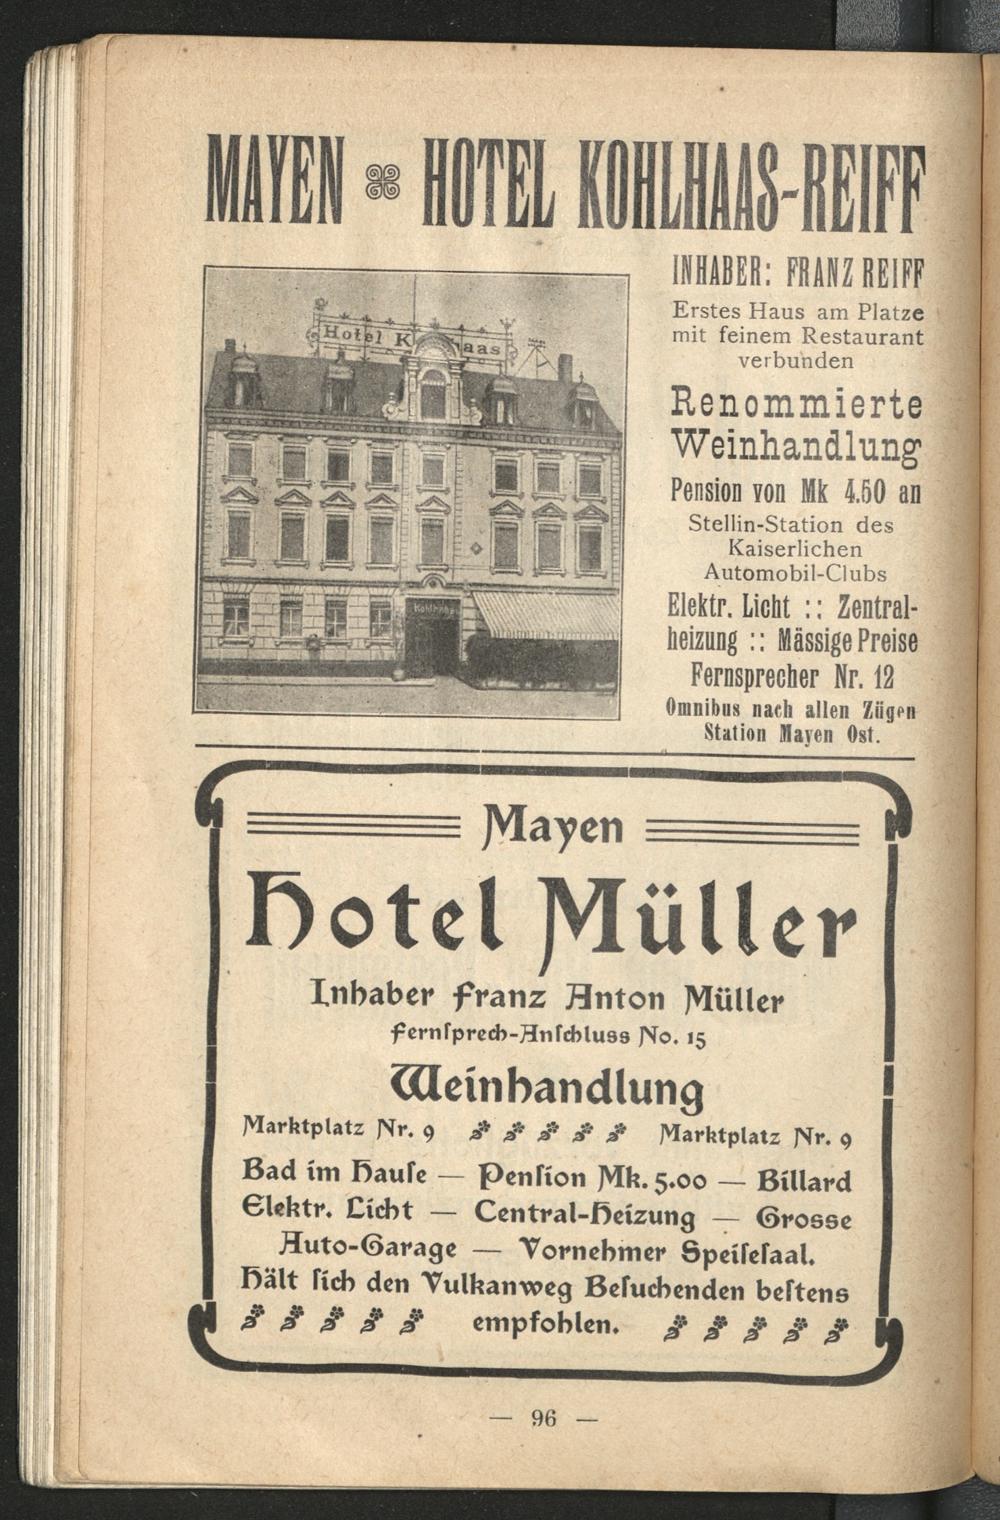 MAYEN HOTEL KOHLHAAS-REIFF
Hotel K haas
Kohlhaas
INHABER: FRANZ REIFF
Erstes Haus am Platze
mit feinem Restaurant
verbunden
Renommierte
Weinhandlung
Pension von Mk 4.50 an
Stellin-Station des
Kaiserlichen
Automobil-Clubs
Elektr. Licht :: Zentral-
heizung :: Mässige Preise
Fernsprecher Nr. 12
Omnibus nach allen Zügen
Station Mayen Ost.
Mayen
Hotel Müller
Inhaber Franz Anton Müller
Fernſprech-Anſchluss No. 15
Weinhandlung
Marktplatz Nr. 9 Marktplatz Nr. 9
Bad im Hauſe — Penſion Mk. 5.00 — Billard
Elektr. Licht — Central-Heizung — Grosse
Auto-Garage — Vornehmer Speiſeſaal.
Hält ſich den Vulkanweg Beſuchenden beſtens
empfohlen.
— 96 —